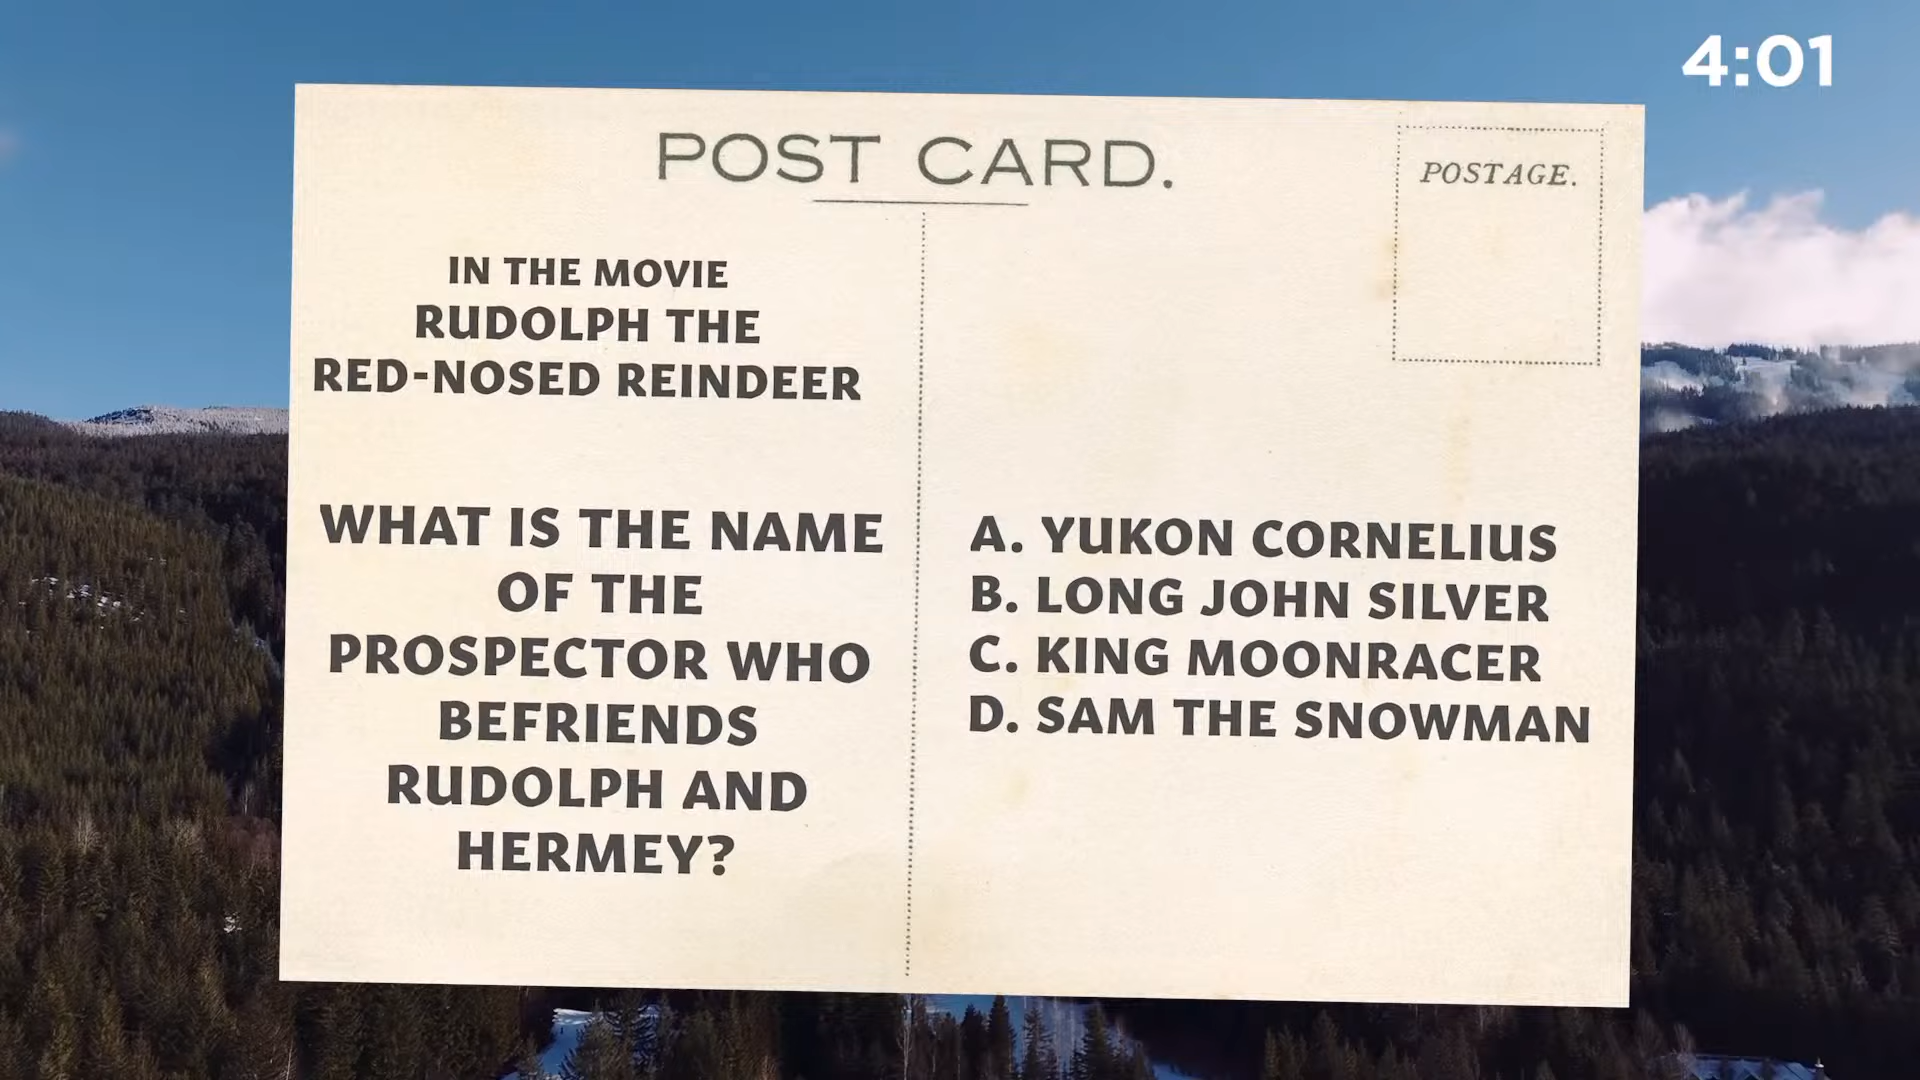 4:01
POST CARD.
POSTAGE.
IN THE MOVIE
RUDOLPH THE
RED-NOSED REINDEER
WHAT IS THE NAME
OF THE
PROSPECTOR WHO
BEFRIENDS
RUDOLPH AND
HERMEY?
A. YUKON CORNELIUS
B. LONG JOHN SILVER
C. KING MOONRACER
D. SAM THE SNOWMAN